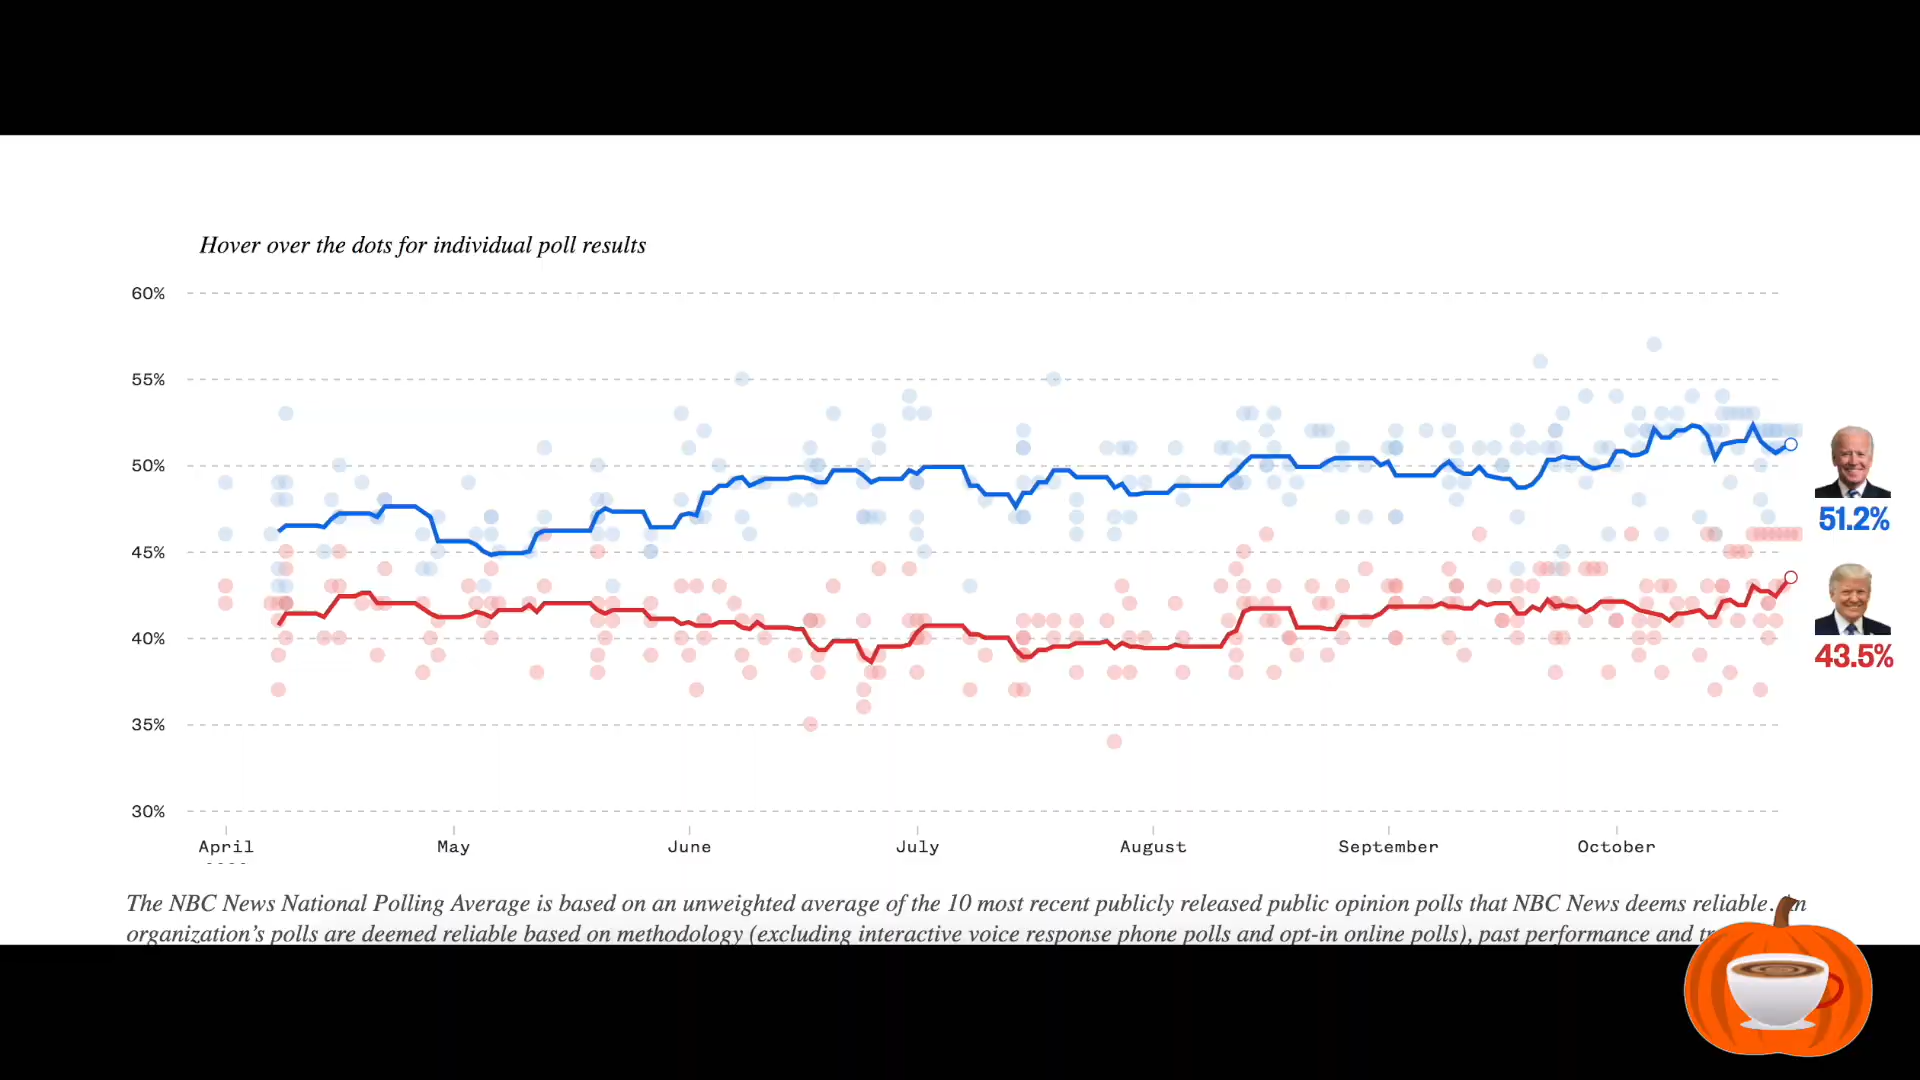 Hover over the dots for individual poll results
60%
55%
50%
45%
40%
35%
30%
51.2%
43.5%
April
May
June
July
August
September
October
The NBC News National Polling Average is based on an unweighted average of the 10 most recent publicly released public opinion polls that NBC News deems reliable.
organization's polls are deemed reliable based on methodology (excluding interactive voice response phone polls and opt-in online polls), past performance and